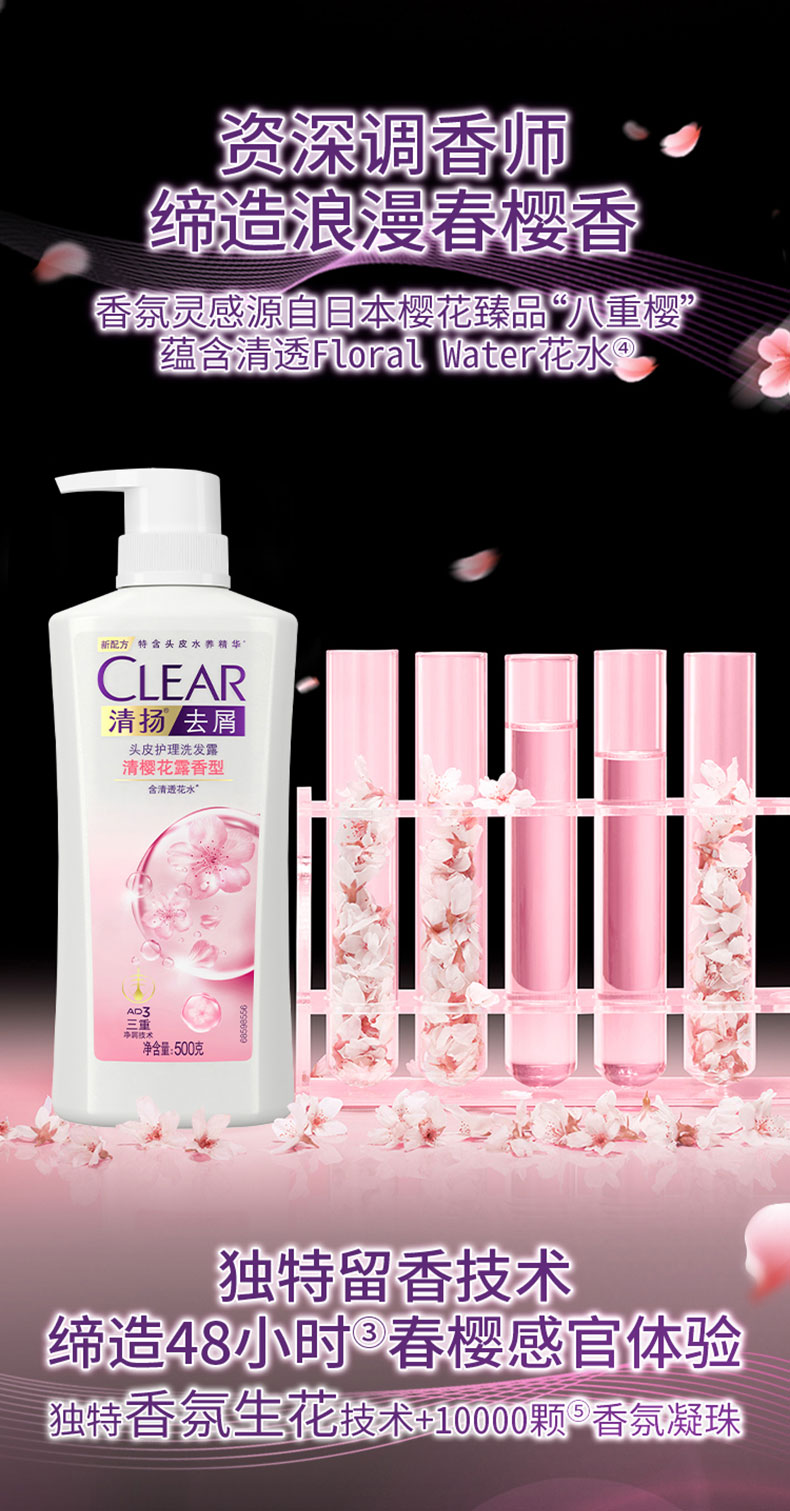 资深调香师
缔造浪漫春樱香
香氛灵感源自日本樱花臻品“八重樱”
蕴含清透Floral Water花水④
新配方 特含头皮水养精华*
CLEAR
清扬® 去屑
头皮护理洗发露
清樱花露香型
含清透花水*
AD3
三重
净润技术
净含量:500克
68598556
独特留香技术
缔造48小时③春樱感官体验
独特香氛生花技术+10000颗⑤香氛凝珠